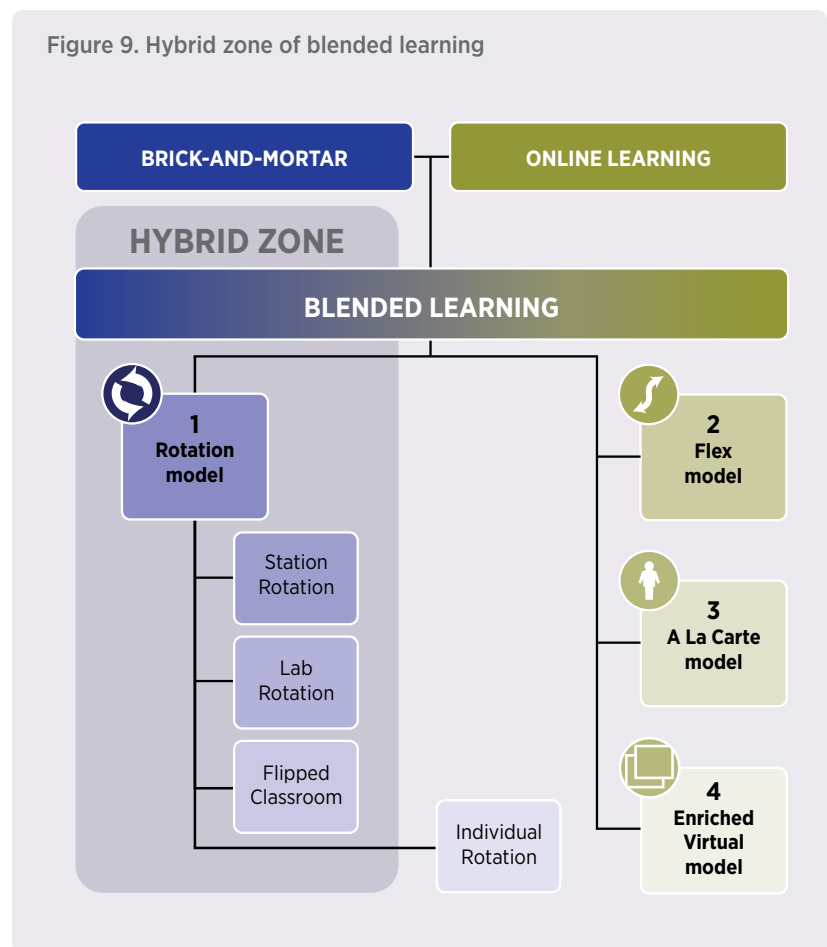 Figure 9. Hybrid zone of blended learning
BRICK-AND-MORTAR
ONLINE LEARNING
HYBRID ZONE
BLENDED LEARNING
1
Rotation
model
Station
Rotation
Lab
Rotation
Flipped
Classroom
Individual
Rotation
2
Flex
model
3
A La Carte
model
4
Enriched
Virtual
model